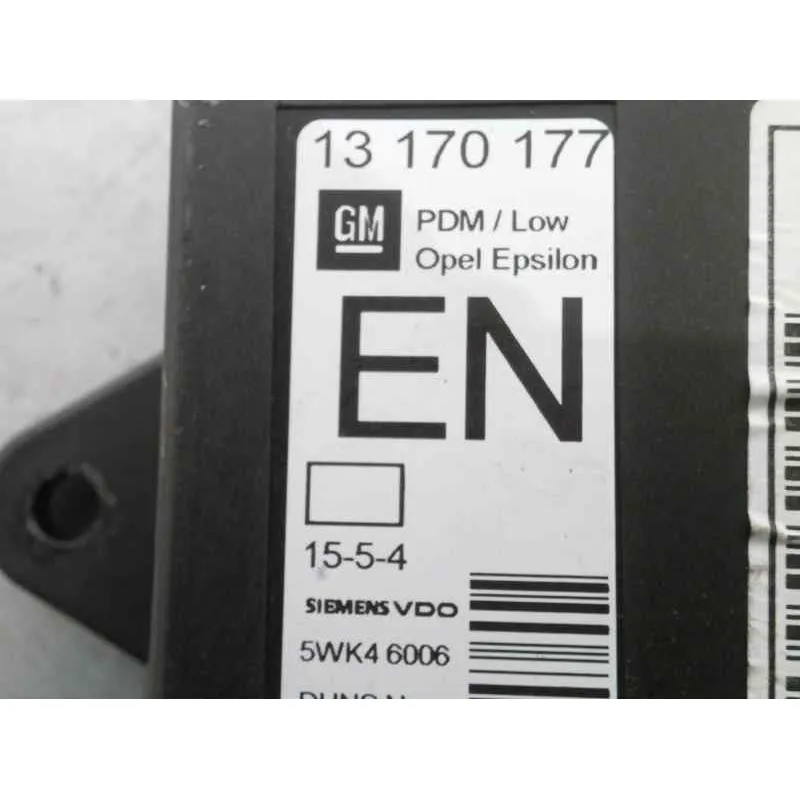 13 170 177
GM
PDM / Low
Opel Epsilon
EN
15-5-4
SIEMENS VDO
5WK4 6006